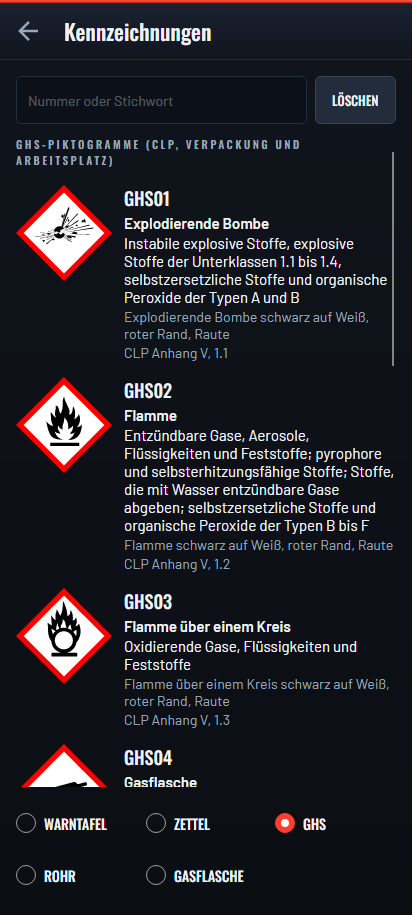 Kennzeichnungen
Nummer oder Stichwort
LÖSCHEN
GHS-PIKTOGRAMME (CLP, VERPACKUNG UND
ARBEITSPLATZ)
GHS01
Explodierende Bombe
Instabile explosive Stoffe, explosive
Stoffe der Unterklassen 1.1 bis 1.4,
selbstzersetzliche Stoffe und organische
Peroxide der Typen A und B
Explodierende Bombe schwarz auf Weiß,
roter Rand, Raute
CLP Anhang V, 1.1
GHS02
Flamme
Entzündbare Gase, Aerosole,
Flüssigkeiten und Feststoffe; pyrophore
und selbsterhitzungsfähige Stoffe; Stoffe,
die mit Wasser entzündbare Gase
abgeben; selbstzersetzliche Stoffe und
organische Peroxide der Typen B bis F
Flamme schwarz auf Weiß, roter Rand, Raute
CLP Anhang V, 1.2
GHS03
Flamme über einem Kreis
Oxidierende Gase, Flüssigkeiten und
Feststoffe
Flamme über einem Kreis schwarz auf Weiß,
roter Rand, Raute
CLP Anhang V, 1.3
GHS04
Gasflasche
WARNTAFEL
ZETTEL
GHS
ROHR
GASFLASCHE